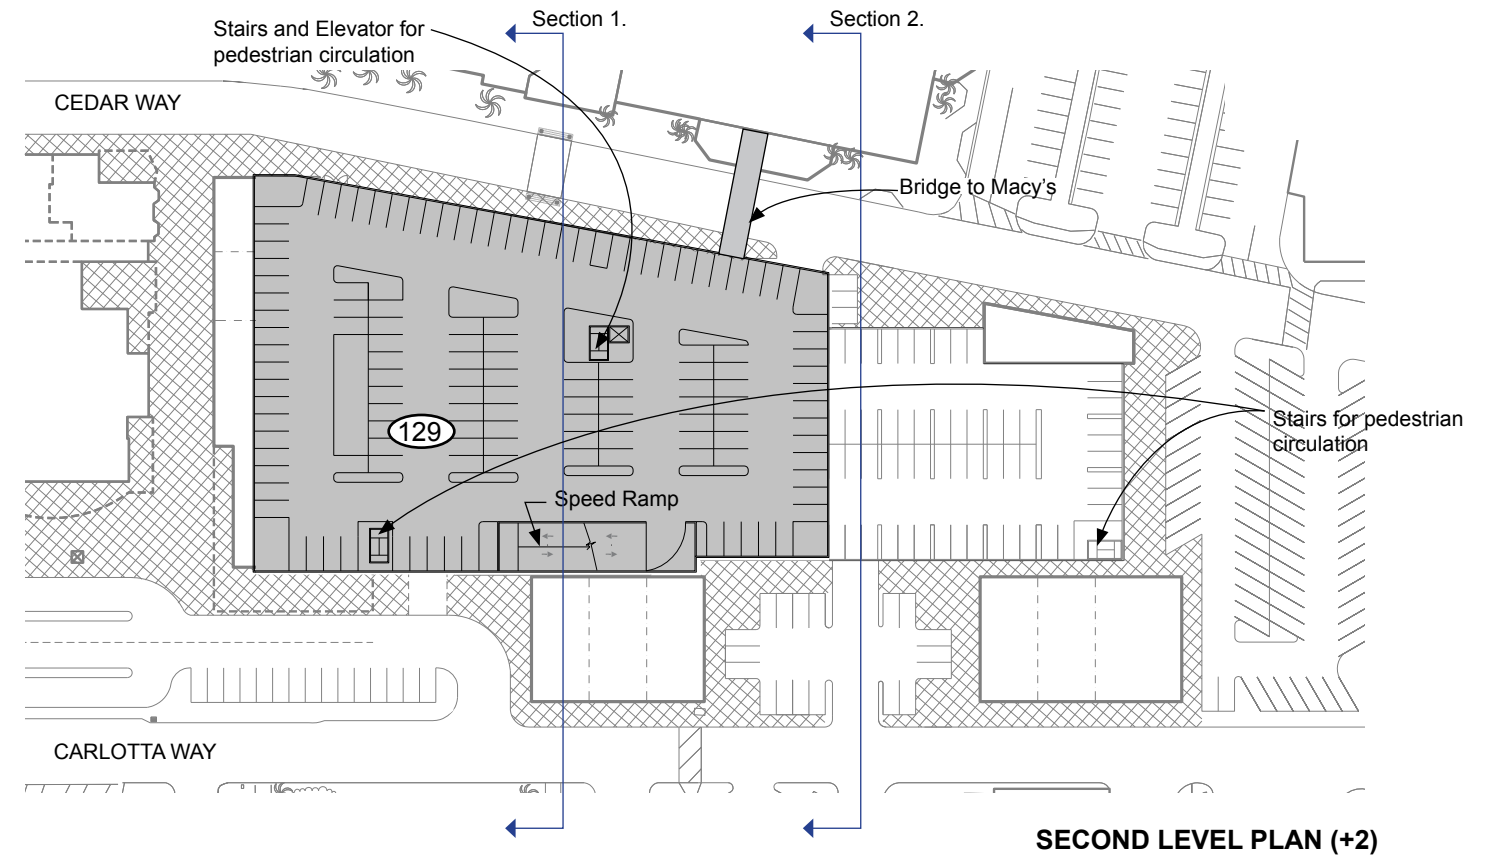 Stairs and Elevator for
pedestrian circulation
Section 1.
Section 2.
CEDAR WAY
Bridge to Macy's
129
Stairs for pedestrian
circulation
Speed Ramp
CARLOTTA WAY
SECOND LEVEL PLAN (+2)